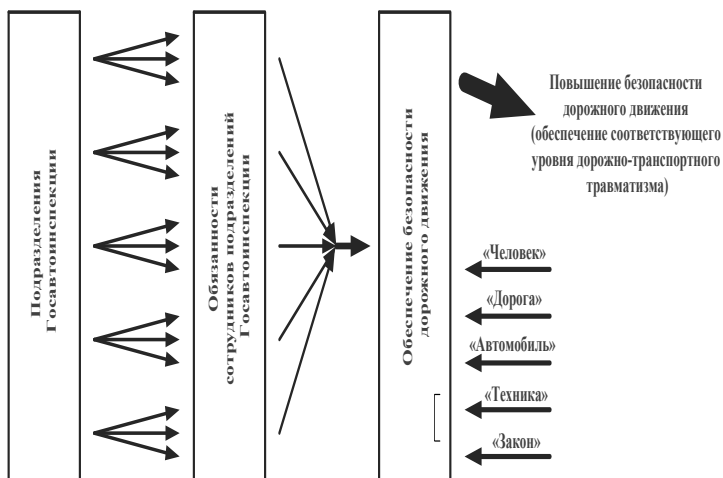 Подразделения
Госавтоинспекции
Обязанности
сотрудников подразделений
Госавтоинспекции
Обеспечение безопасности
дорожного движения
Повышение безопасности
дорожного движения
(обеспечение соответствующего
уровня дорожно-транспортного
травматизма)
«Человек»
«Дорога»
«Автомобиль»
«Техника»
«Закон»